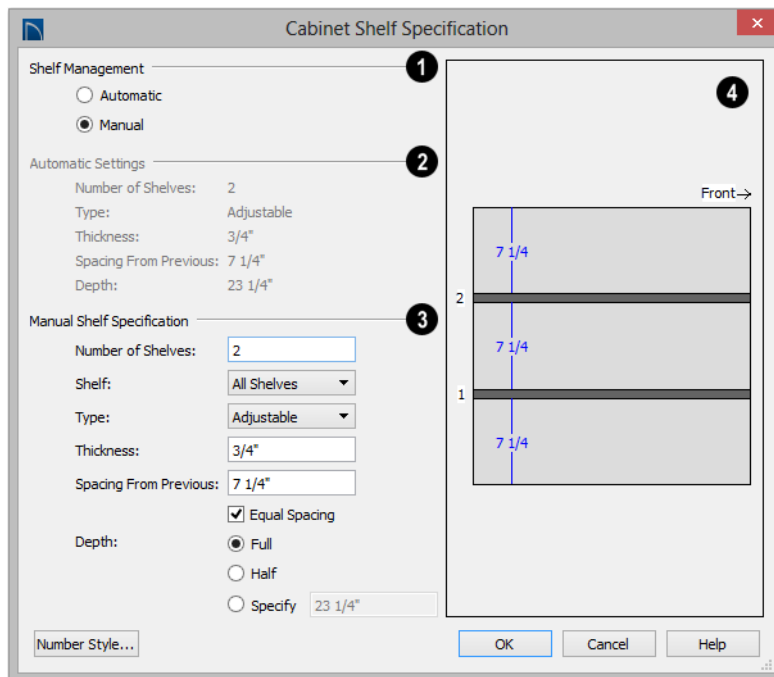 Cabinet Shelf Specification
Shelf Management 1
Automatic
Manual
Automatic Settings 2
Number of Shelves: 2
Type: Adjustable
Thickness: 3/4"
Spacing From Previous: 7 1/4"
Depth: 23 1/4"
Manual Shelf Specification 3
Number of Shelves: 2
Shelf: All Shelves
Type: Adjustable
Thickness: 3/4"
Spacing From Previous: 7 1/4"
Equal Spacing
Depth: Full
Half
Specify 23 1/4"
4
Front→
7 1/4
2
7 1/4
1
7 1/4
Number Style...
OK Cancel Help